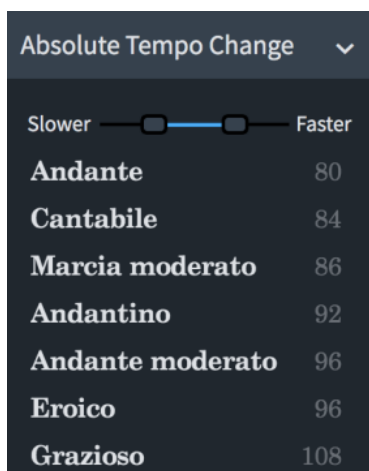 Absolute Tempo Change
Slower Faster
Andante 80
Cantabile 84
Marcia moderato 86
Andantino 92
Andante moderato 96
Eroico 96
Grazioso 108